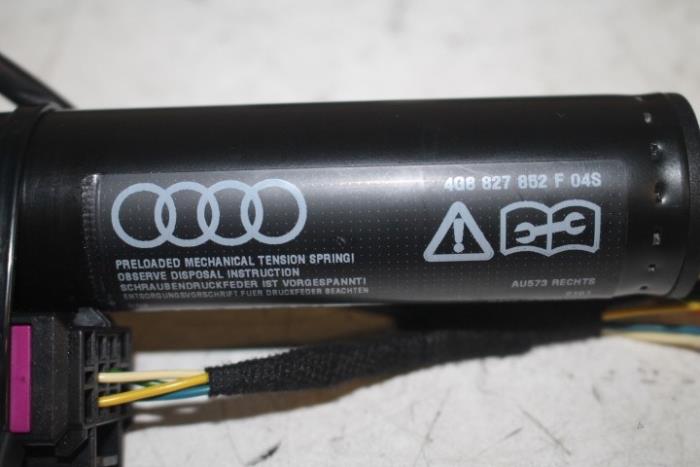 4G8 827 852 F 04S
PRELOADED MECHANICAL TENSION SPRING!
OBSERVE DISPOSAL INSTRUCTION
SCHRAUBENDRUCKFEDER IST VORGESPANNT!
ENTSORGUNGSVORSCHRIFT FUER DRUCKFEDER BEACHTEN
AU573 RECHTS